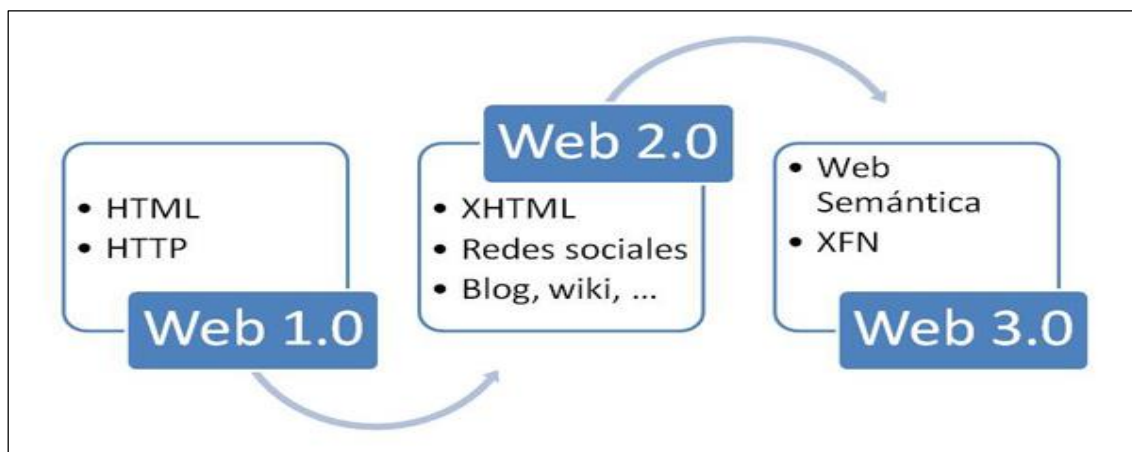 • HTML
• HTTP
Web 1.0
Web 2.0
• XHTML
• Redes sociales
• Blog, wiki, ...
• Web
Semántica
• XFN
Web 3.0